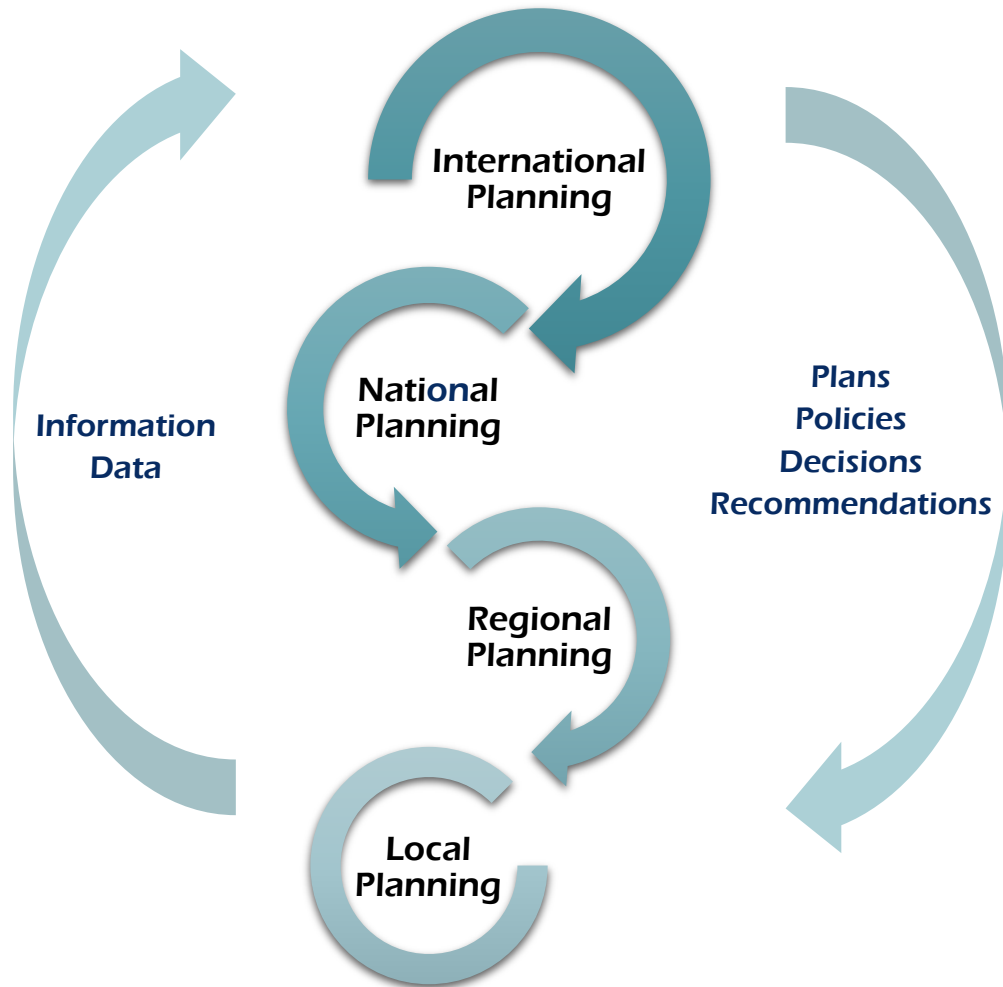 International
Planning
National
Planning
Information
Data
Plans
Policies
Decisions
Recommendations
Regional
Planning
Local
Planning